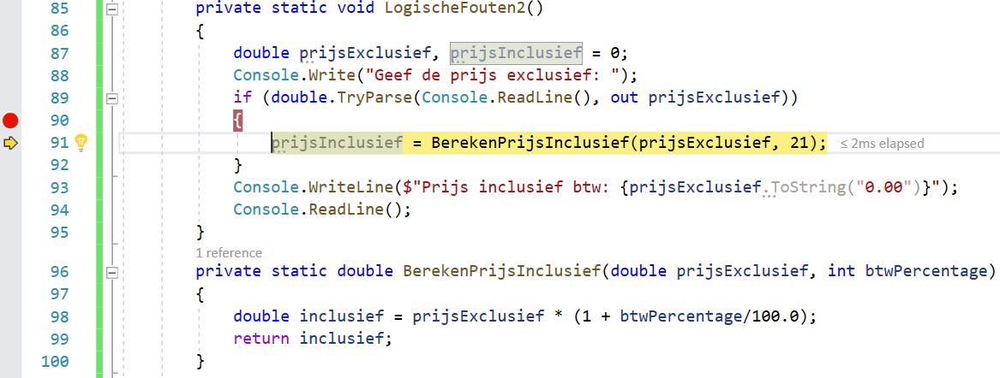 85 private static void LogischeFouten2()
86 {
87 double prijsExclusief, prijsInclusief = 0;
88 Console.Write("Geef de prijs exclusief: ");
89 if (double.TryParse(Console.ReadLine(), out prijsExclusief))
90 {
91 prijsInclusief = BerekenPrijsInclusief(prijsExclusief, 21); ≤ 2ms elapsed
92 }
93 Console.WriteLine($"Prijs inclusief btw: {prijsExclusief.ToString("0.00")}");
94 Console.ReadLine();
95 }
1 reference
96 private static double BerekenPrijsInclusief(double prijsExclusief, int btwPercentage)
97 {
98 double inclusief = prijsExclusief * (1 + btwPercentage/100.0);
99 return inclusief;
100 }